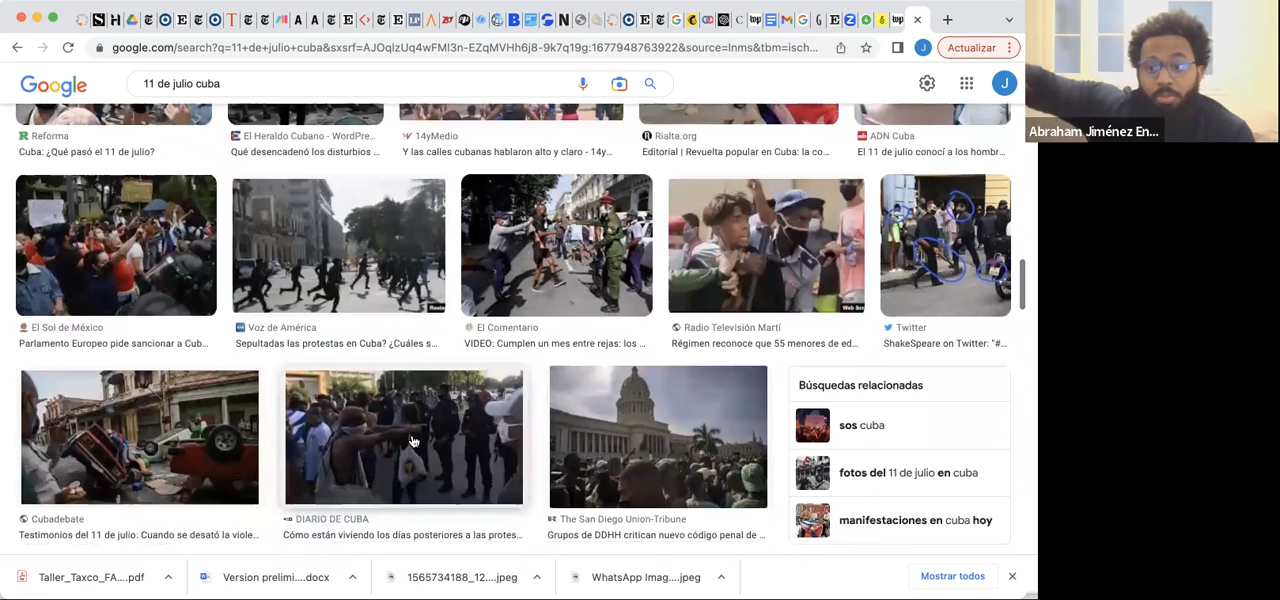 google.com/search?q=11+de+julio+cuba&sxsrf=AJOqlzUq4wFMl3n-EZqMVHh6j8-9k7q19g:1677948763922&source=lnms&tbm=isch...
Actualizar
Google
11 de julio cuba
J
J
Abraham Jiménez En...
Reforma
Cuba: ¿Qué pasó el 11 de julio?
El Heraldo Cubano - WordPre...
Qué desencadenó los disturbios ...
14yMedio
Y las calles cubanas hablaron alto y claro - 14y...
Rialta.org
Editorial | Revuelta popular en Cuba: la co...
ADN Cuba
El 11 de julio conocí a los hombr...
El Sol de México
Parlamento Europeo pide sancionar a Cub...
Voz de América
Sepultadas las protestas en Cuba? ¿Cuáles s...
El Comentario
VIDEO: Cumplen un mes entre rejas: los ...
Radio Televisión Martí
Régimen reconoce que 55 menores de ed...
Twitter
ShakeSpeare on Twitter: "#...
Cubadebate
Testimonios del 11 de julio: Cuando se desató la viole...
DIARIO DE CUBA
Cómo están viviendo los días posteriores a las protes...
The San Diego Union-Tribune
Grupos de DDHH critican nuevo código penal de ...
Búsquedas relacionadas
sos cuba
fotos del 11 de julio en cuba
manifestaciones en cuba hoy
Taller_Taxco_FA....pdf
Version prelimi....docx
1565734188_12....jpeg
WhatsApp Imag....jpeg
Mostrar todos